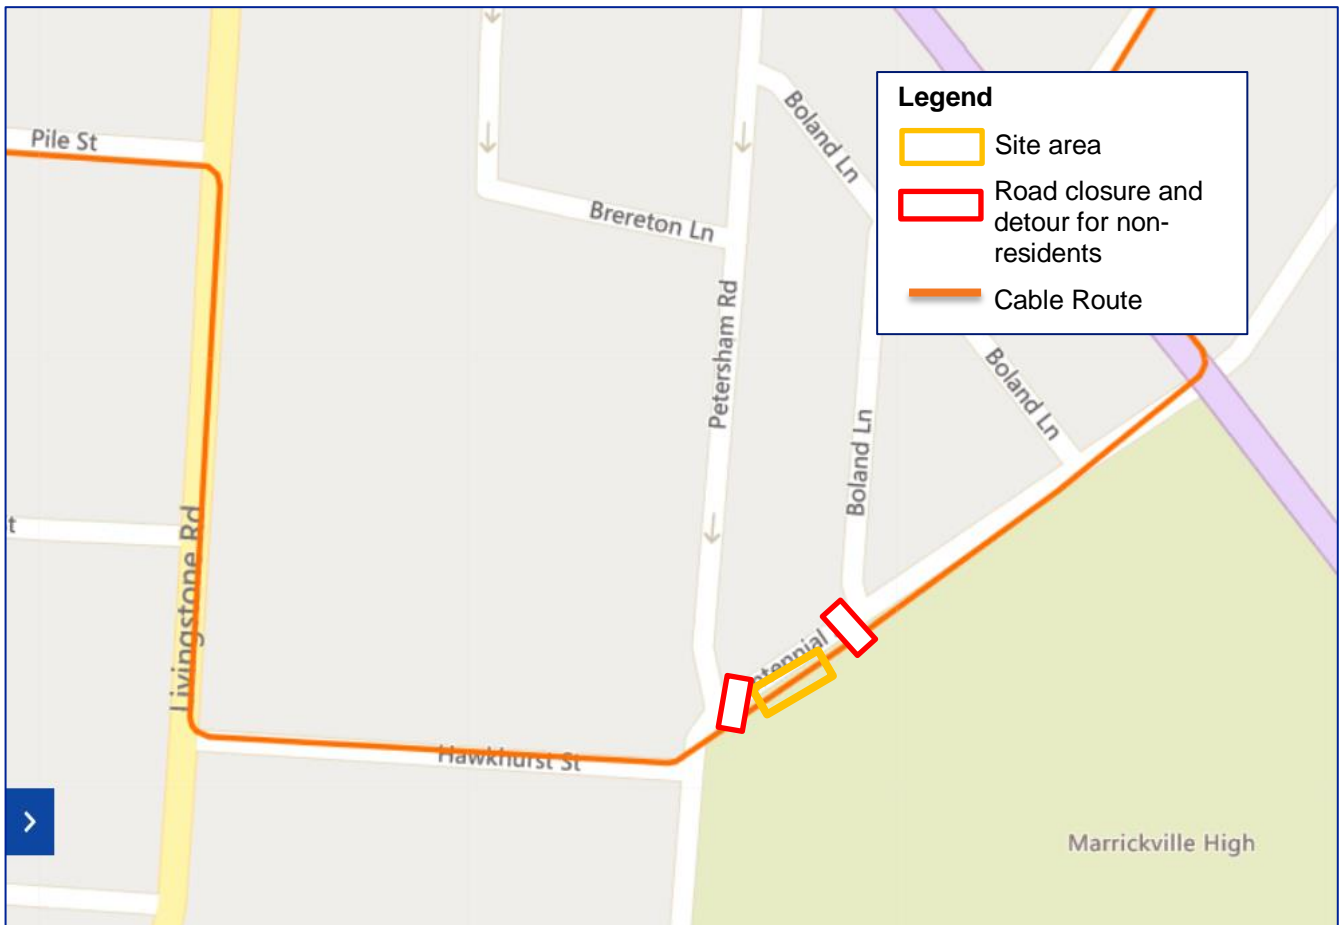 Pile St
Boland Ln
Brereton Ln
Legend
Site area
Road closure and
detour for non-
residents
Cable Route
Petersham Rd
Boland Ln
Boland Ln
Livingstone Rd
t
tennial
Hawkhurst St
Marrickville High